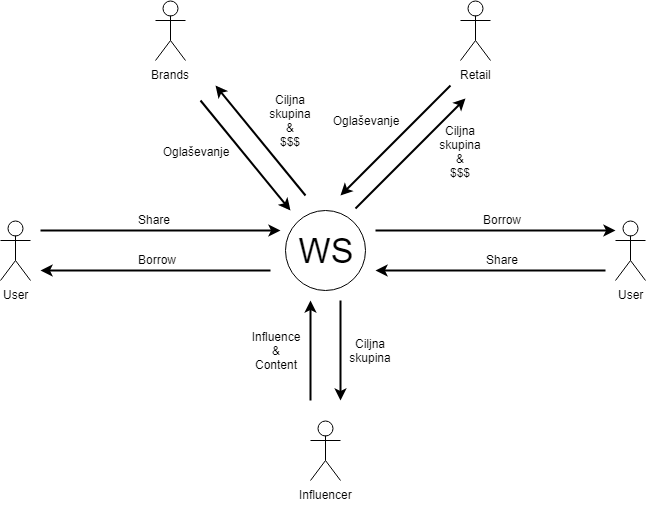 Brands
Retail
Ciljna
skupina
&
$$$
Oglaševanje
Oglaševanje
Ciljna
skupina
&
$$$
Share
Borrow
WS
Borrow
Share
User
User
Influence
&
Content
Ciljna
skupina
Influencer